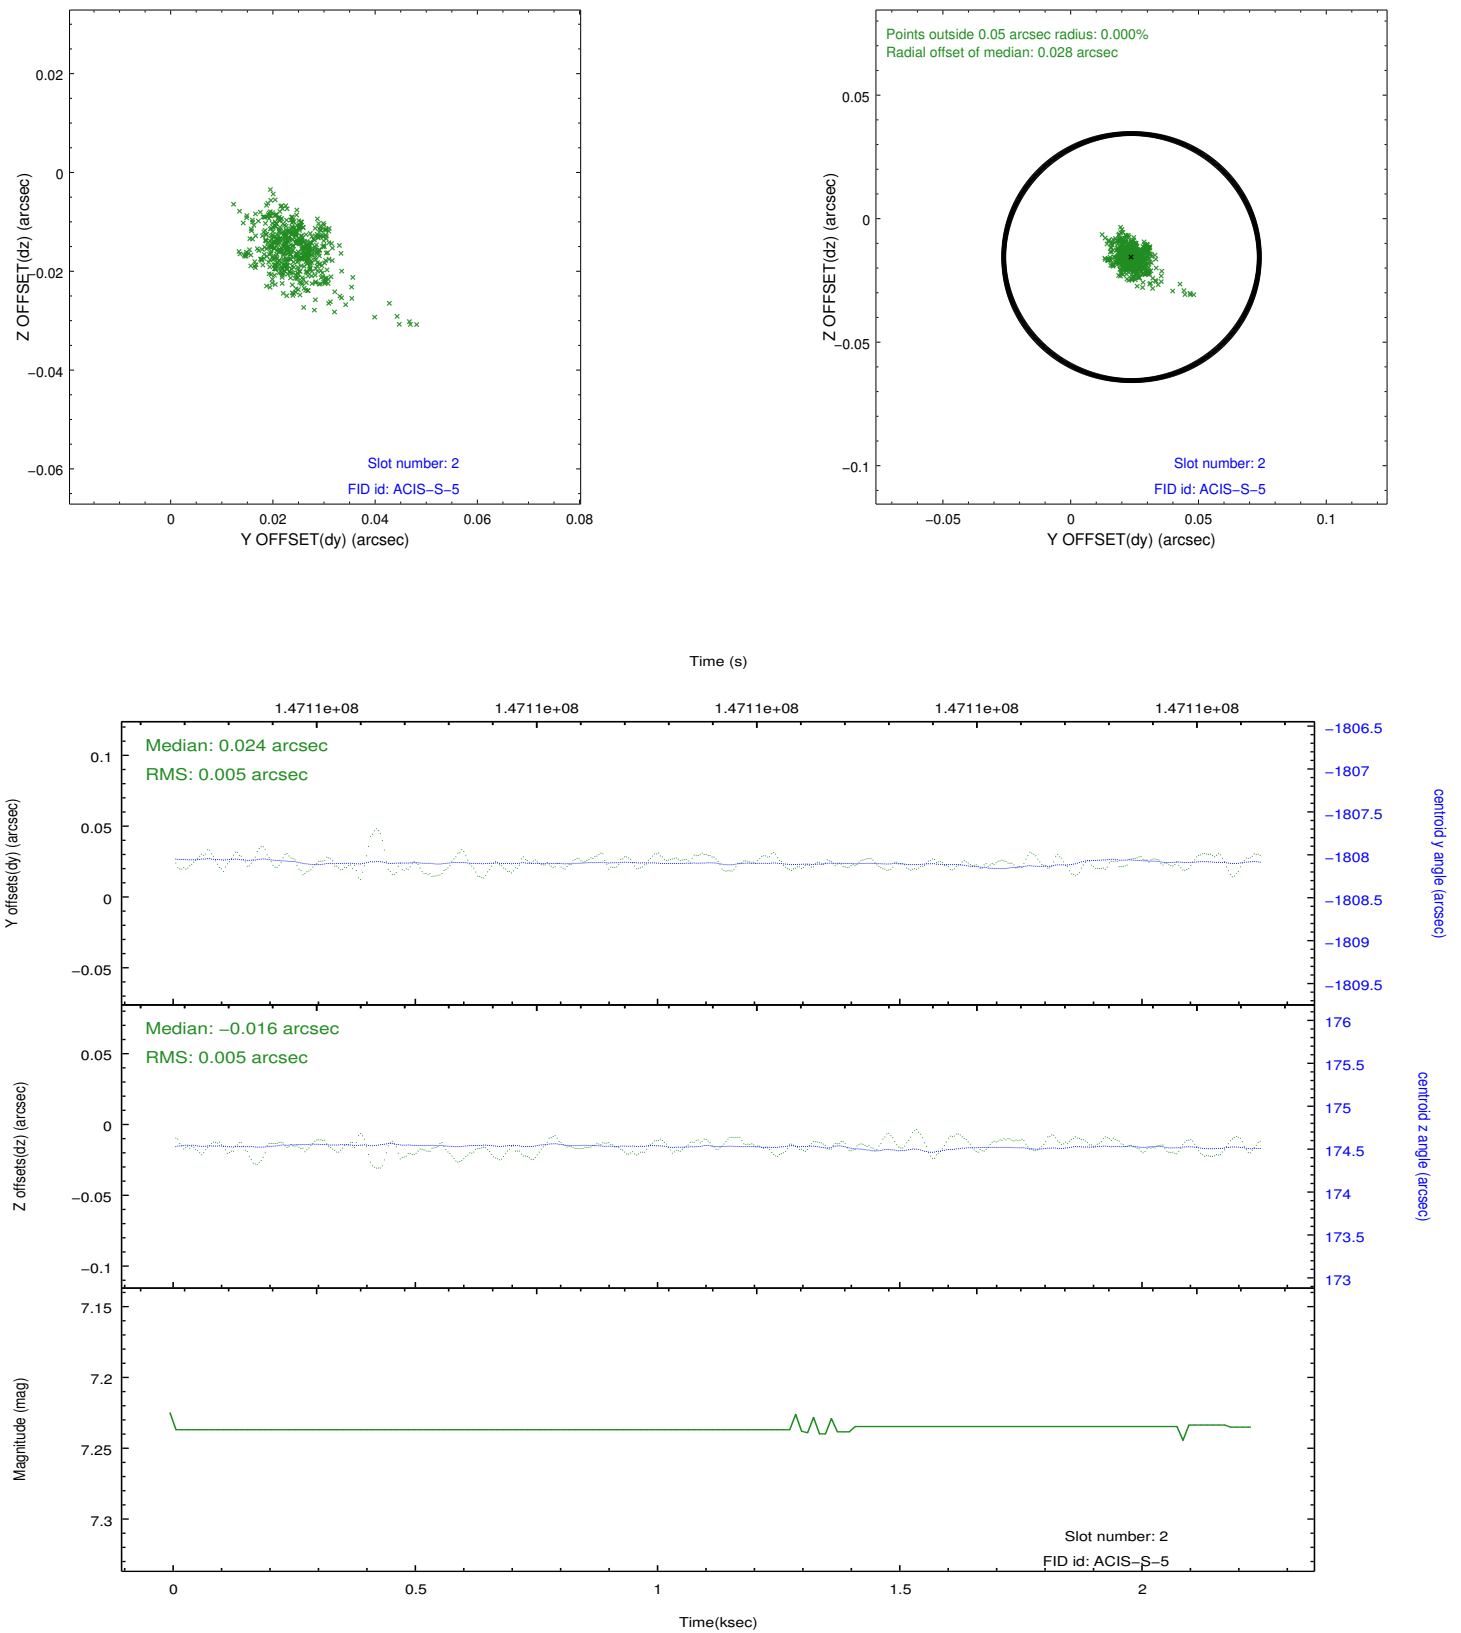 0.02
0
−0.02
−0.04
−0.06
Z OFFSET(dz) (arcsec)
Slot number: 2
FID id: ACIS−S−5
0 0.02 0.04 0.06 0.08
Y OFFSET(dy) (arcsec)
Points outside 0.05 arcsec radius: 0.000%
Radial offset of median: 0.028 arcsec
0.05
0
−0.05
−0.1
Z OFFSET(dz) (arcsec)
Slot number: 2
FID id: ACIS−S−5
−0.05 0 0.05 0.1
Y OFFSET(dy) (arcsec)
Time (s)
1.4711e+08 1.4711e+08 1.4711e+08 1.4711e+08 1.4711e+08
Median: 0.024 arcsec
RMS: 0.005 arcsec
0.1
0.05
0
−0.05
Y offsets(dy) (arcsec)
−1806.5
−1807
−1807.5
−1808
−1808.5
−1809
−1809.5
centroid y angle (arcsec)
Median: −0.016 arcsec
RMS: 0.005 arcsec
0.05
0
−0.05
−0.1
Z offsets(dz) (arcsec)
176
175.5
175
174.5
174
173.5
173
centroid z angle (arcsec)
7.15
7.2
7.25
7.3
Magnitude (mag)
Slot number: 2
FID id: ACIS−S−5
0 0.5 1 1.5 2
Time(ksec)